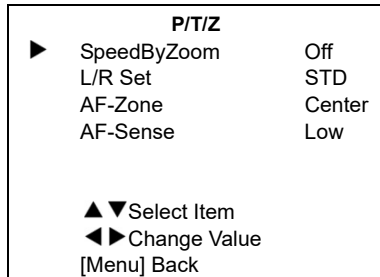 P/T/Z
▶ SpeedByZoom Off
L/R Set STD
AF-Zone Center
AF-Sense Low
▲▼Select Item
◀▶Change Value
[Menu] Back